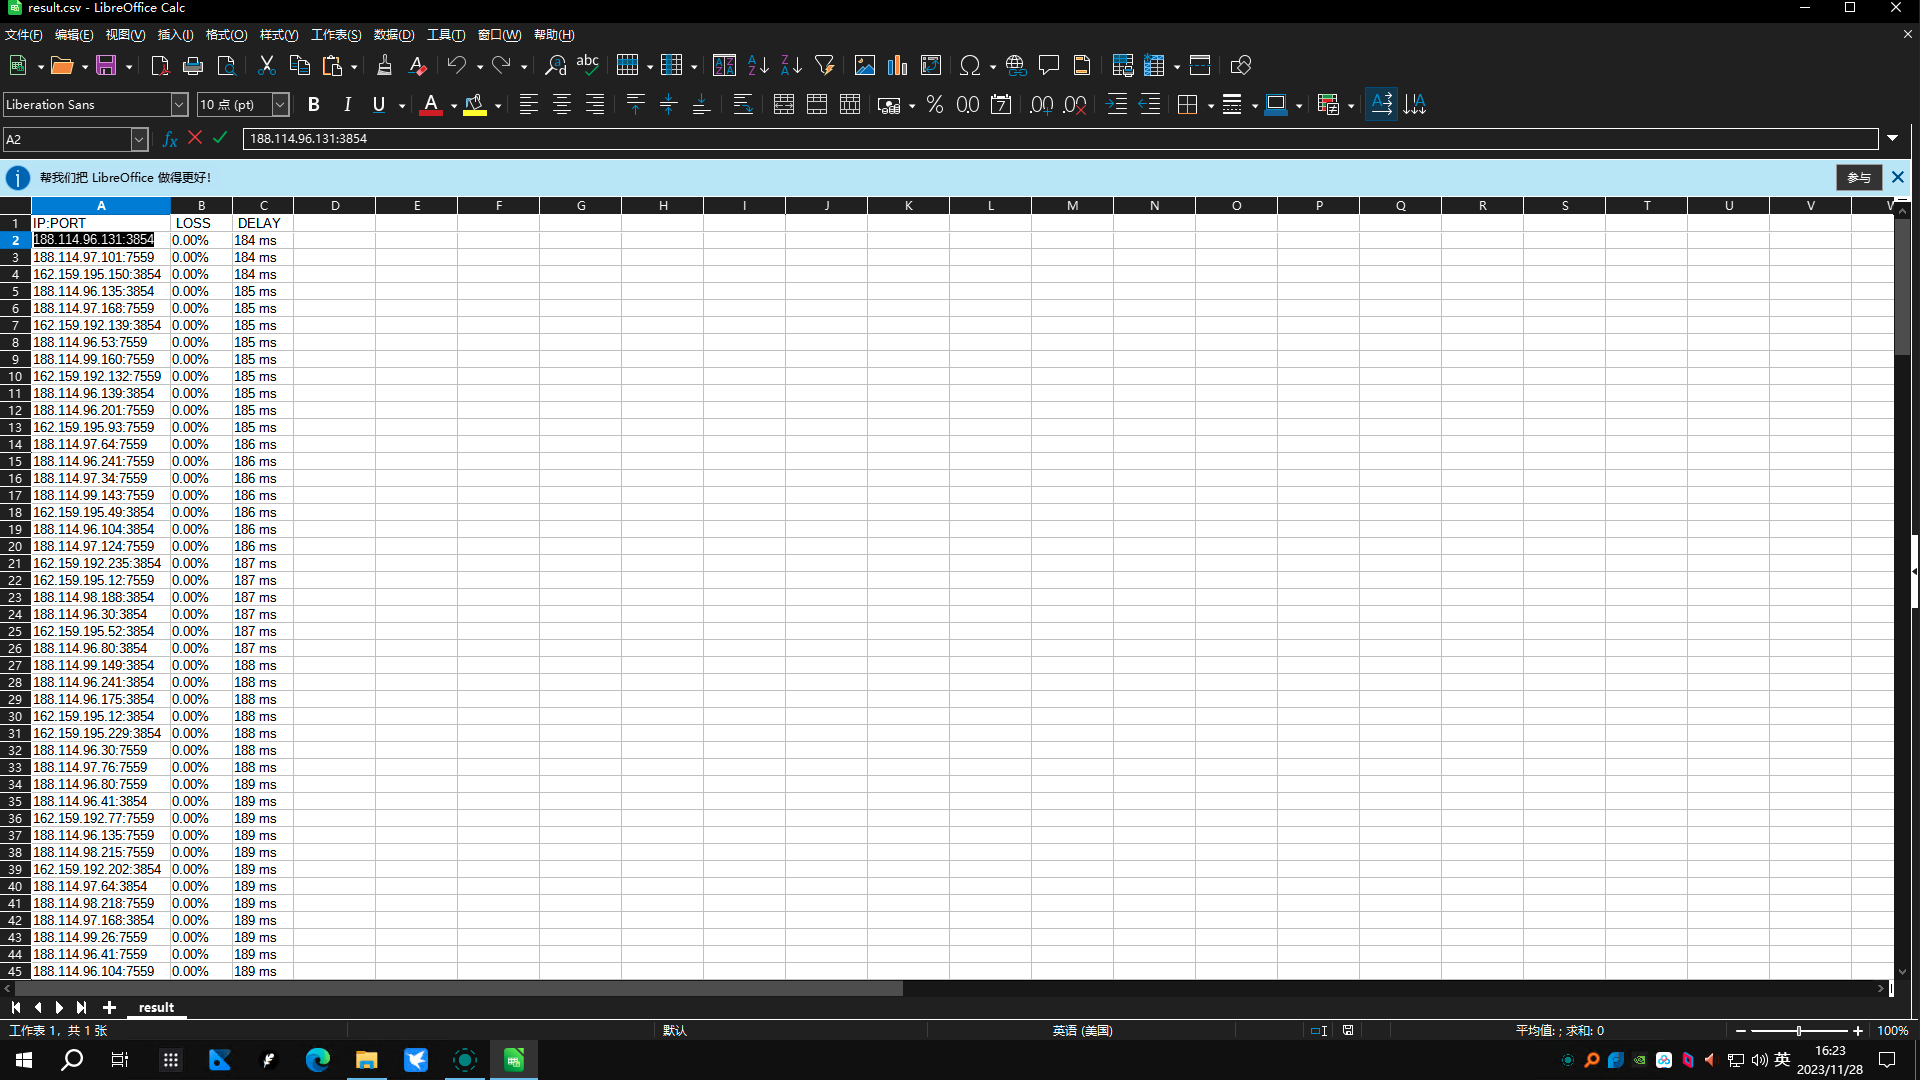 result.csv - LibreOffice Calc
文件(F) 编辑(E) 视图(V) 插入(I) 格式(O) 样式(Y) 工作表(S) 数据(D) 工具(T) 窗口(W) 帮助(H)
Liberation Sans 10 点 (pt)
A2 188.114.96.131:3854
帮我们把 LibreOffice 做得更好! 参与
A B C D E F G H I J K L M N O P Q R S T U V W
1 IP:PORT LOSS DELAY
2 188.114.96.131:3854 0.00% 184 ms
3 188.114.97.101:7559 0.00% 184 ms
4 162.159.195.150:3854 0.00% 184 ms
5 188.114.96.135:3854 0.00% 185 ms
6 188.114.97.168:7559 0.00% 185 ms
7 162.159.192.139:3854 0.00% 185 ms
8 188.114.96.53:7559 0.00% 185 ms
9 188.114.99.160:7559 0.00% 185 ms
10 162.159.192.132:7559 0.00% 185 ms
11 188.114.96.139:3854 0.00% 185 ms
12 188.114.96.201:7559 0.00% 185 ms
13 162.159.195.93:7559 0.00% 185 ms
14 188.114.97.64:7559 0.00% 186 ms
15 188.114.96.241:7559 0.00% 186 ms
16 188.114.97.34:7559 0.00% 186 ms
17 188.114.99.143:7559 0.00% 186 ms
18 162.159.195.49:3854 0.00% 186 ms
19 188.114.96.104:3854 0.00% 186 ms
20 188.114.97.124:7559 0.00% 186 ms
21 162.159.192.235:3854 0.00% 187 ms
22 162.159.195.12:7559 0.00% 187 ms
23 188.114.98.188:3854 0.00% 187 ms
24 188.114.96.30:3854 0.00% 187 ms
25 162.159.195.52:3854 0.00% 187 ms
26 188.114.96.80:3854 0.00% 187 ms
27 188.114.99.149:3854 0.00% 188 ms
28 188.114.96.241:3854 0.00% 188 ms
29 188.114.96.175:3854 0.00% 188 ms
30 162.159.195.12:3854 0.00% 188 ms
31 162.159.195.229:3854 0.00% 188 ms
32 188.114.96.30:7559 0.00% 188 ms
33 188.114.97.76:7559 0.00% 188 ms
34 188.114.96.80:7559 0.00% 189 ms
35 188.114.96.41:3854 0.00% 189 ms
36 162.159.192.77:7559 0.00% 189 ms
37 188.114.96.135:7559 0.00% 189 ms
38 188.114.98.215:7559 0.00% 189 ms
39 162.159.192.202:3854 0.00% 189 ms
40 188.114.97.64:3854 0.00% 189 ms
41 188.114.98.218:7559 0.00% 189 ms
42 188.114.97.168:3854 0.00% 189 ms
43 188.114.99.26:7559 0.00% 189 ms
44 188.114.96.41:7559 0.00% 189 ms
45 188.114.96.104:7559 0.00% 189 ms
result
工作表 1，共 1 张 默认 英语 (美国) 平均值: ; 求和: 0 100%
英 16:23
2023/11/28